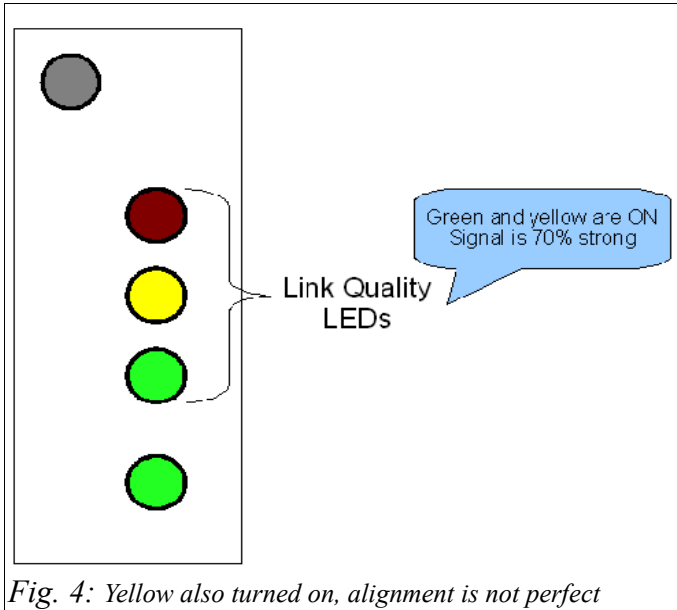 Green and yellow are ON
Signal is 70% strong
Link Quality
LEDs
Fig. 4: Yellow also turned on, alignment is not perfect